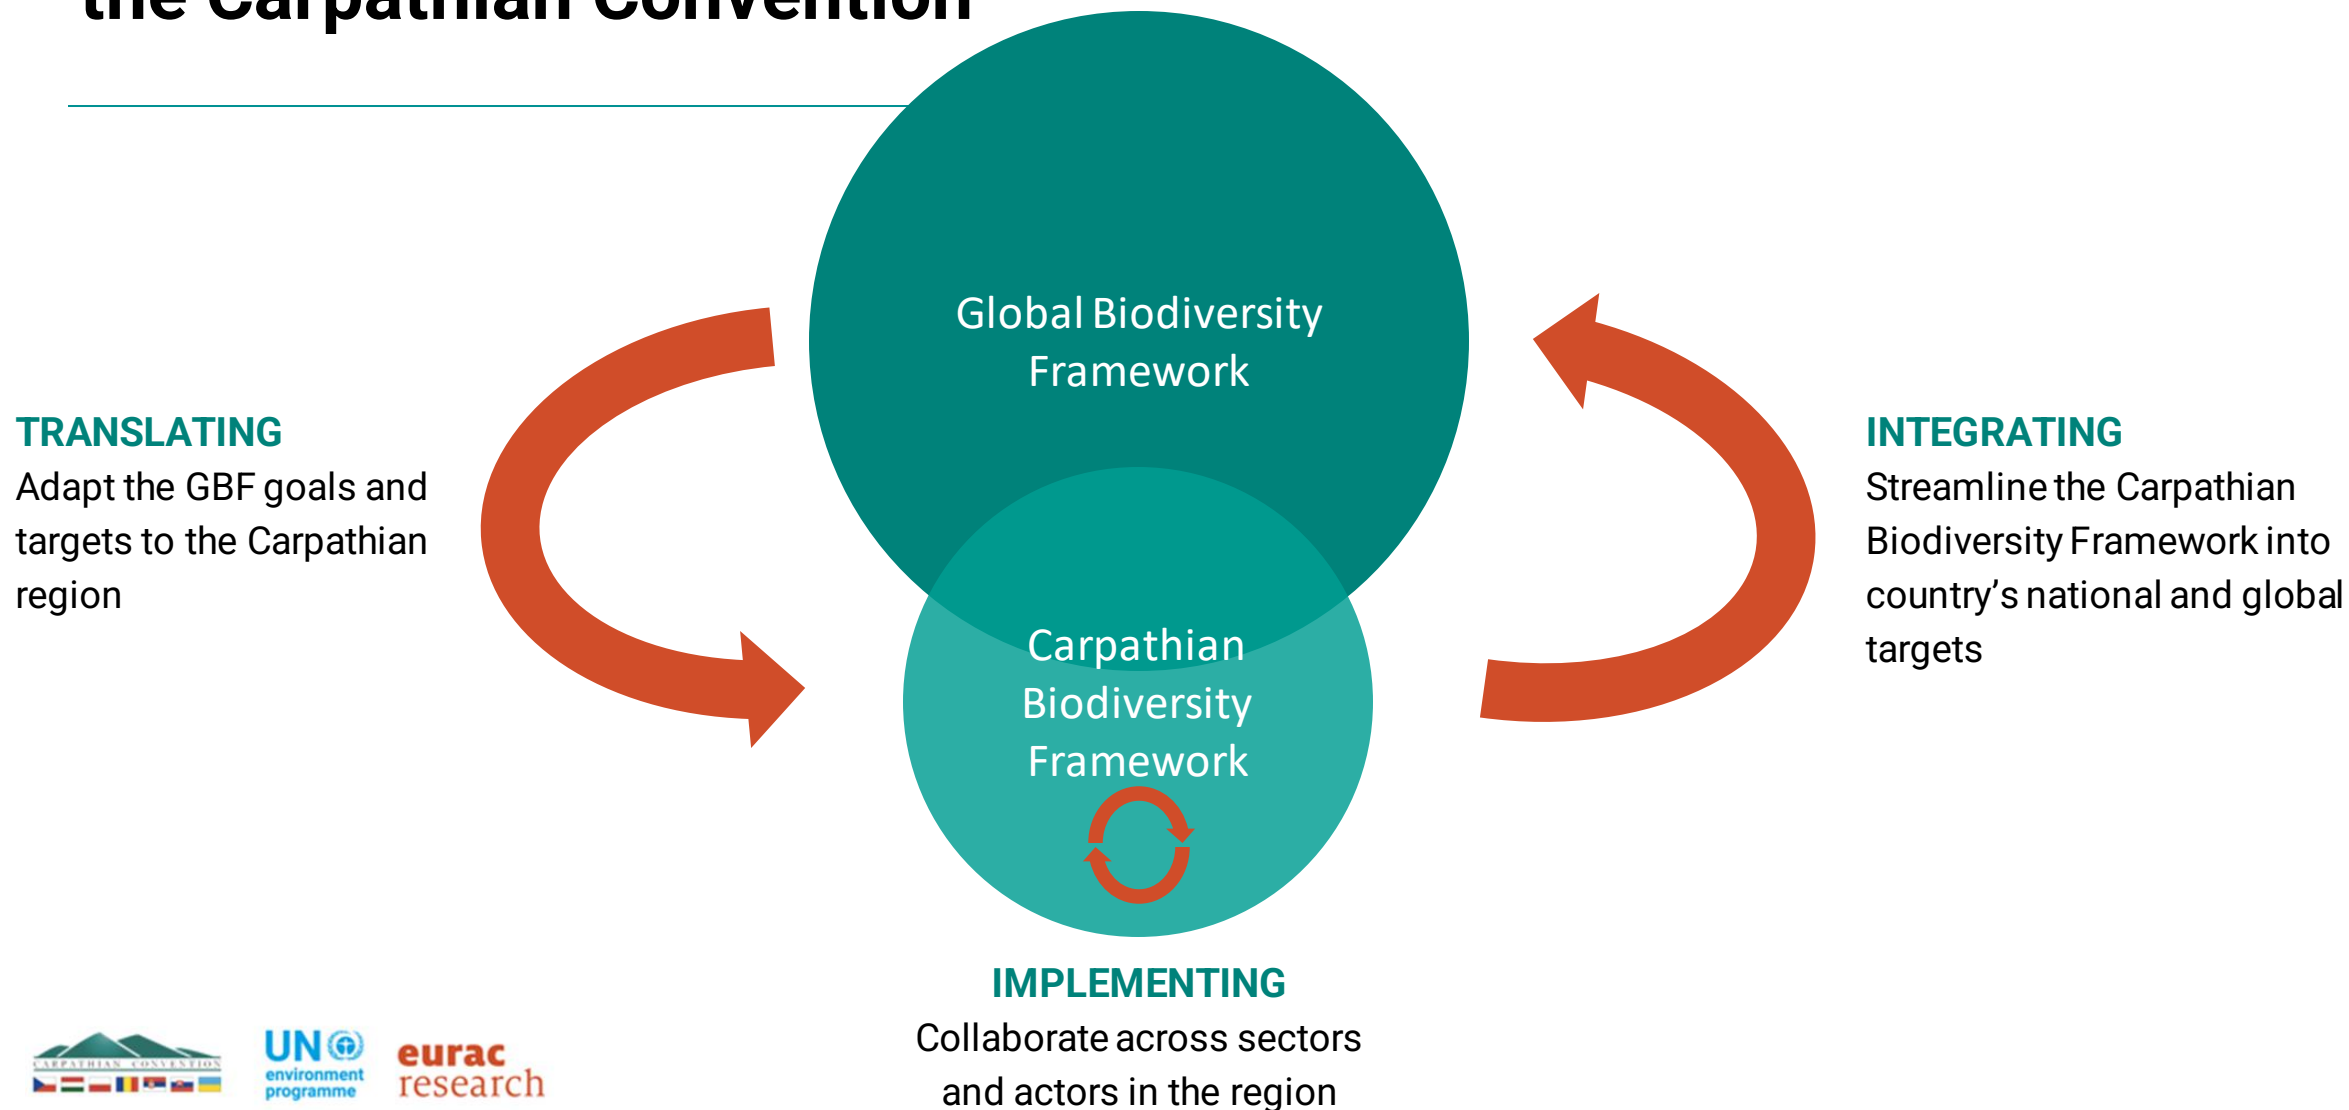 the Carpathian Convention
Global Biodiversity
Framework
TRANSLATING
Adapt the GBF goals and
targets to the Carpathian
region
INTEGRATING
Streamline the Carpathian
Biodiversity Framework into
country’s national and global
targets
Carpathian
Biodiversity
Framework
IMPLEMENTING
Collaborate across sectors
and actors in the region
CARPATHIAN CONVENTION
UN
environment
programme
eurac
research